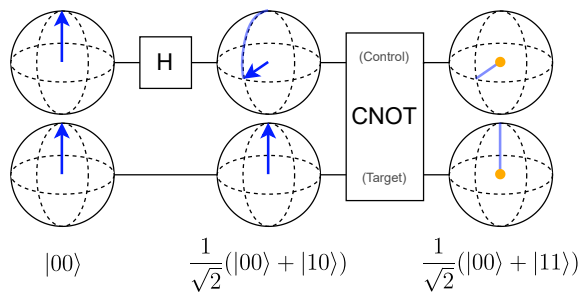 H
(Control)
CNOT
(Target)
|00⟩
1/√2(|00⟩ + |10⟩)
1/√2(|00⟩ + |11⟩)